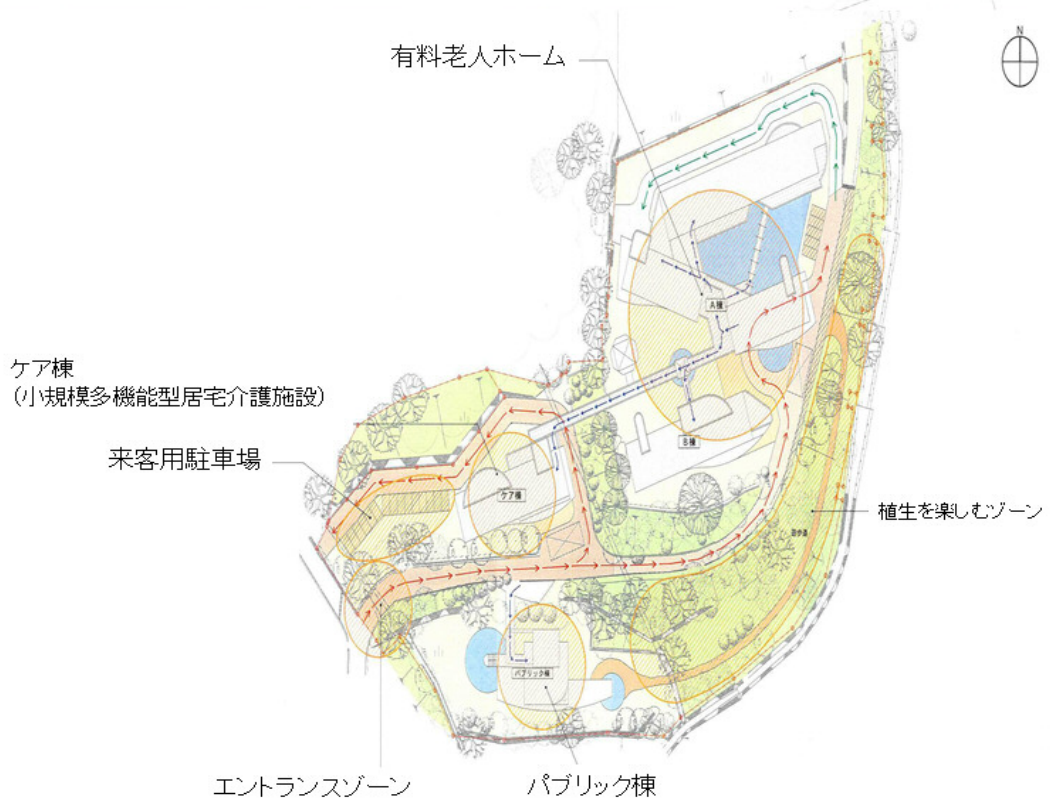 有料老人ホーム
N
A棟
ケア棟
(小規模多機能型居宅介護施設)
来客用駐車場
B棟
ケア棟
植生を楽しむゾーン
パブリック棟
エントランスゾーン
パブリック棟